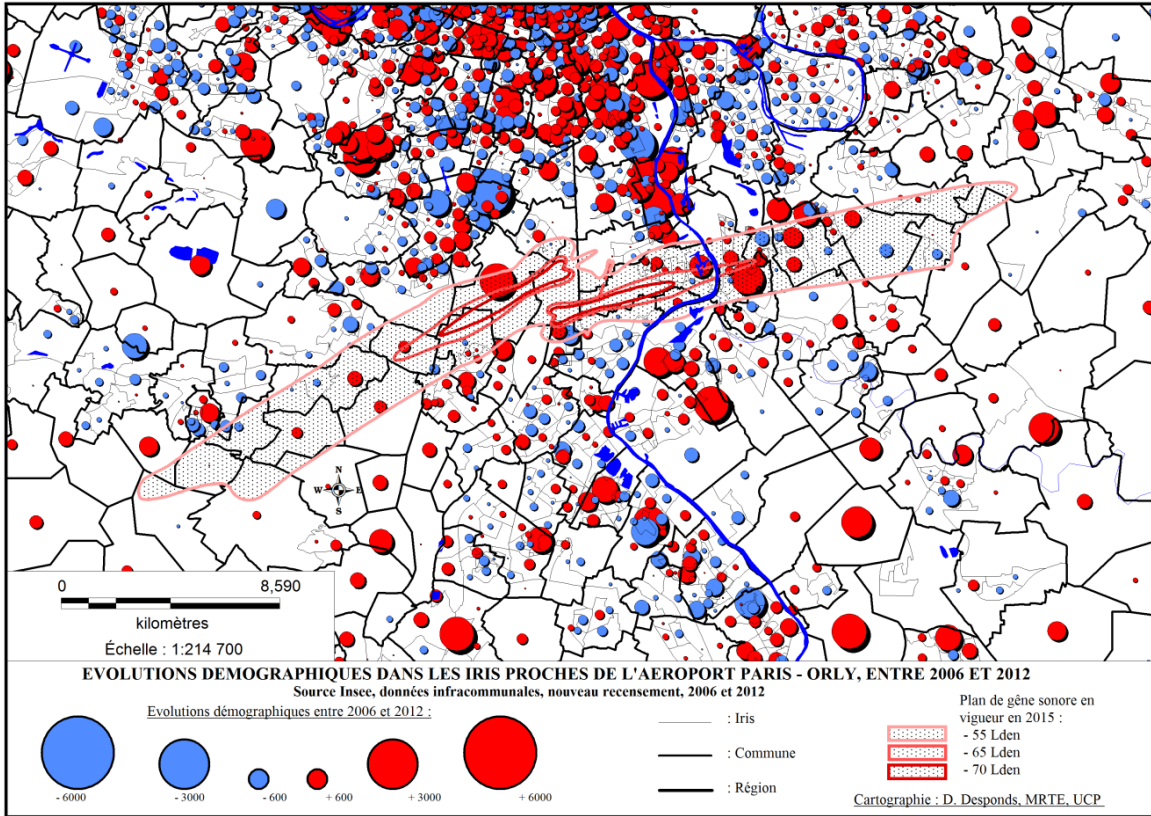 N
W E
S
0 8,590
kilomètres
Échelle : 1:214 700
EVOLUTIONS DEMOGRAPHIQUES DANS LES IRIS PROCHES DE L'AEROPORT PARIS - ORLY, ENTRE 2006 ET 2012
Source Insee, données infracommunales, nouveau recensement, 2006 et 2012
Evolutions démographiques entre 2006 et 2012 :
- 6000
- 3000
- 600
+ 600
+ 3000
+ 6000
: Iris
: Commune
: Région
Plan de gêne sonore en
vigueur en 2015 :
- 55 Lden
- 65 Lden
- 70 Lden
Cartographie : D. Desponds, MRTE, UCP